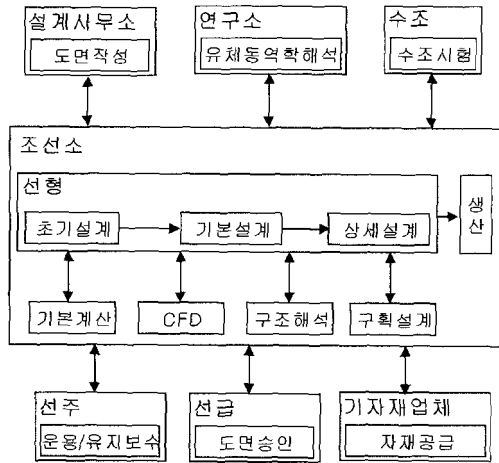 설계사무소
연구소
수조
도면작성
유체동역학해석
수조시험
조선소
선형
생산
초기설계
기본설계
상세설계
기본계산
CFD
구조해석
구획설계
선주
선급
기자재업체
운용/유지보수
도면승인
자재공급